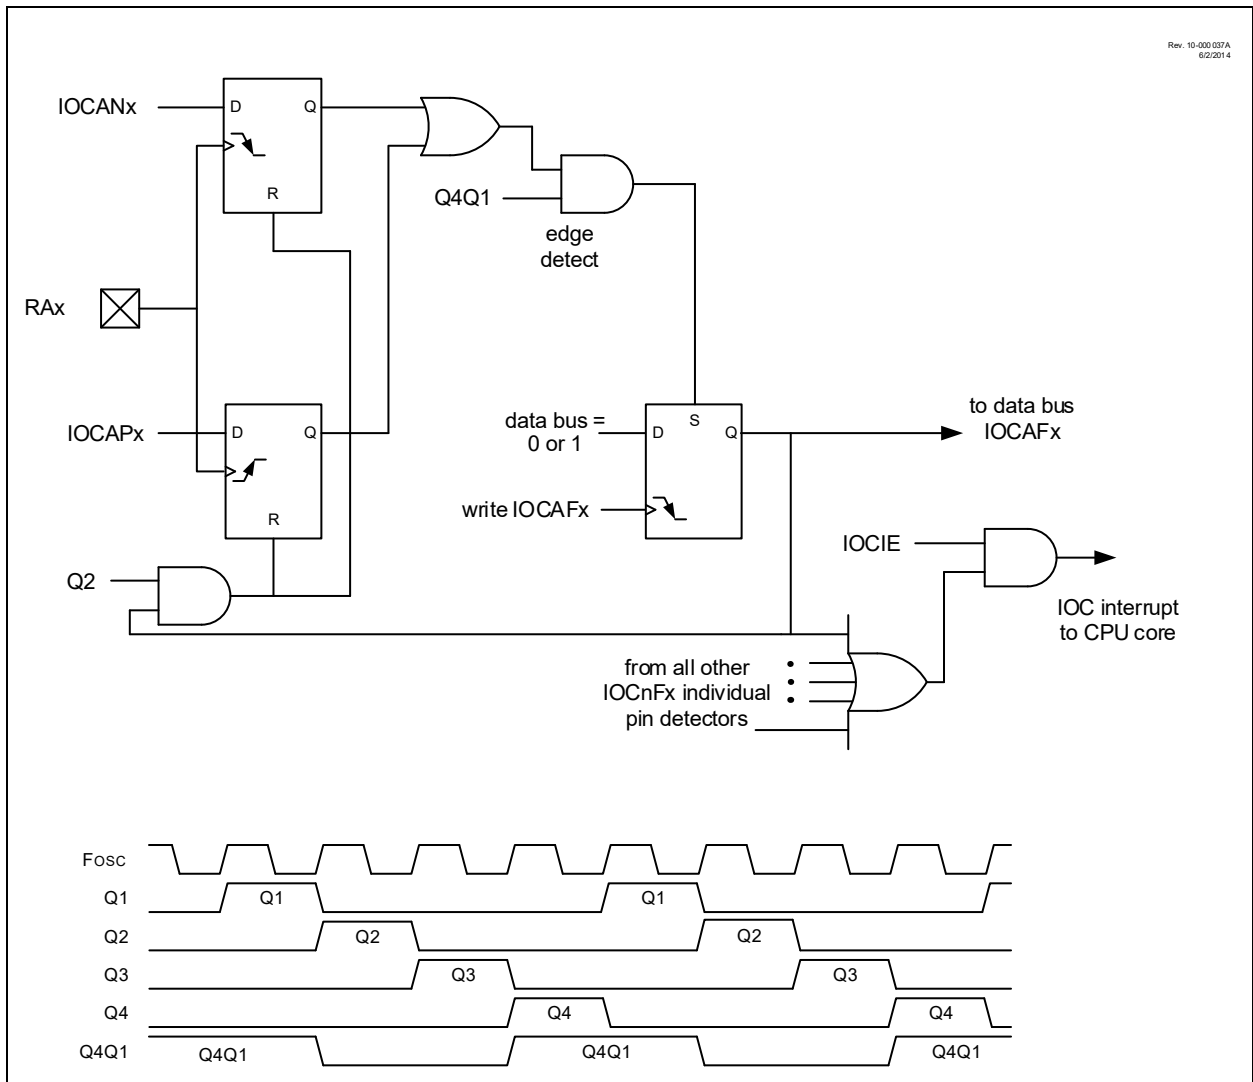 Rev. 10-000 037A
6/2/2014
IOCANx
D
Q
R
Q4Q1
edge
detect
RAx
IOCAPx
D
Q
R
data bus =
0 or 1
D
S
Q
to data bus
IOCAFx
write IOCAFx
IOCIE
IOC interrupt
to CPU core
Q2
from all other
IOCnFx individual
pin detectors
FOSC
Q1
Q1
Q1
Q2
Q2
Q2
Q3
Q3
Q3
Q4
Q4
Q4
Q4Q1
Q4Q1
Q4Q1
Q4Q1